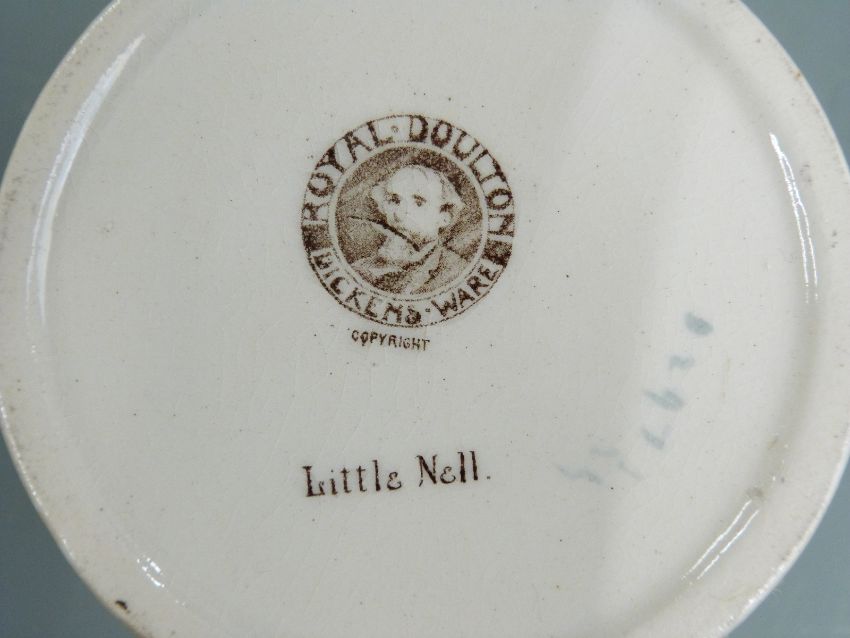 ROYAL · DOULTON
DICKENS · WARE
COPYRIGHT
Little Nell.